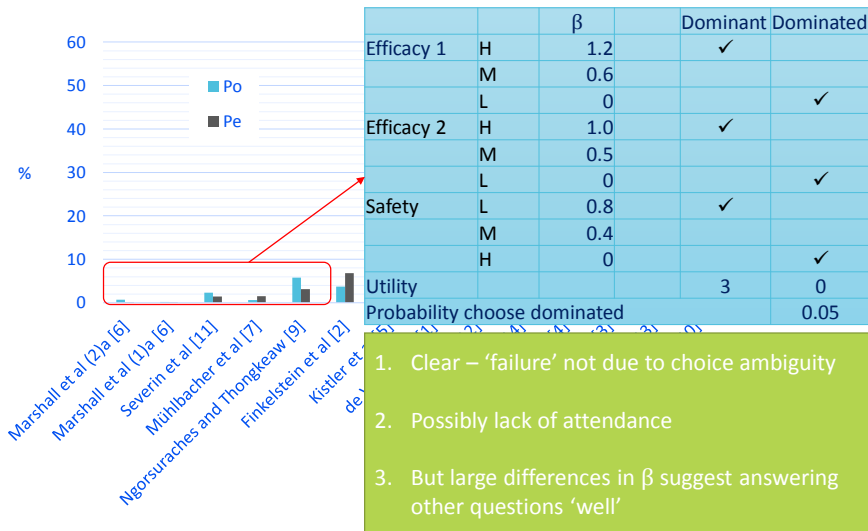 β Dominant Dominated
Efficacy 1 H 1.2 ✓
M 0.6
L 0 ✓
Efficacy 2 H 1.0 ✓
M 0.5
L 0 ✓
Safety L 0.8 ✓
M 0.4
H 0 ✓
Utility 3 0
Probability choose dominated 0.05
60
50
40
30
20
10
0
%
Po
Pe
Marshall et al (2)a [6]
Marshall et al (1)a [6]
Severin et al [11]
Mühlbacher et al [7]
Ngorsuraches and Thongkeaw [9]
Finkelstein et al [2]
Kistler et a
de
1. Clear – ‘failure’ not due to choice ambiguity
2. Possibly lack of attendance
3. But large differences in β suggest answering
other questions ‘well’